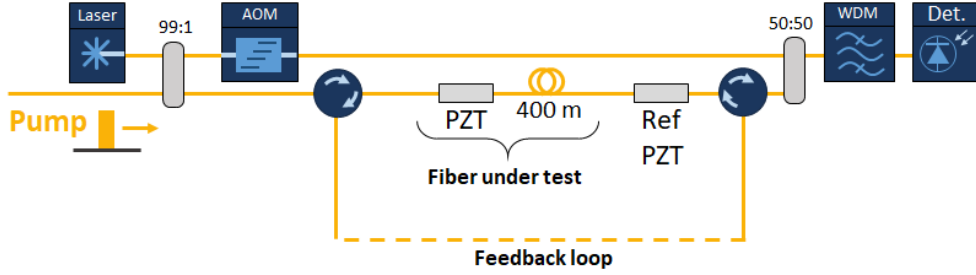 Laser
99:1
AOM
50:50
WDM
Det.
Pump
PZT
400 m
Ref
PZT
Fiber under test
Feedback loop